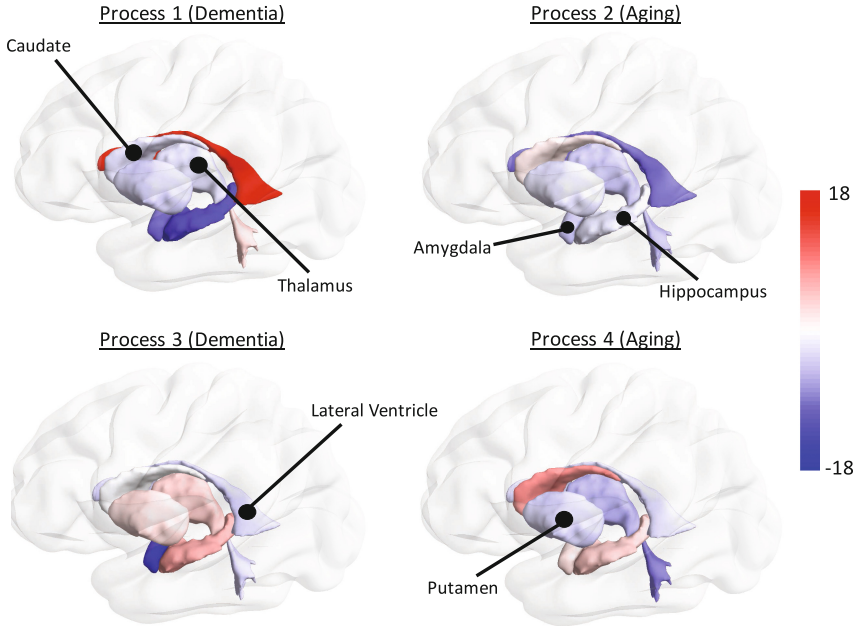 Process 1 (Dementia)
Process 2 (Aging)
Caudate
18
Amygdala
Thalamus
Hippocampus
Process 3 (Dementia)
Process 4 (Aging)
Lateral Ventricle
-18
Putamen